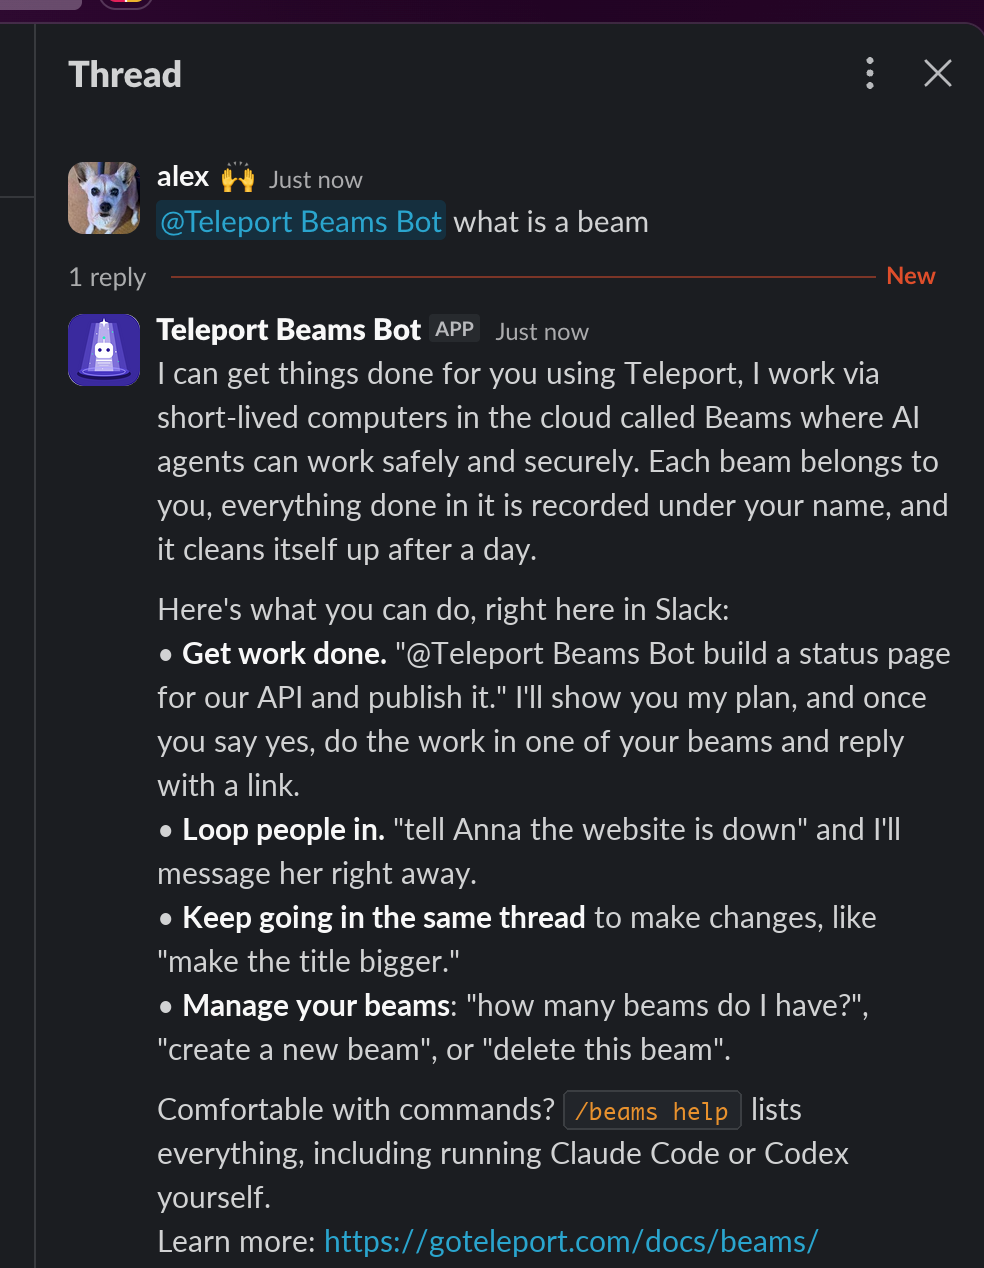 Thread
alex 🙌 Just now
@Teleport Beams Bot what is a beam
1 reply
New
Teleport Beams Bot APP Just now
I can get things done for you using Teleport, I work via
short-lived computers in the cloud called Beams where AI
agents can work safely and securely. Each beam belongs to
you, everything done in it is recorded under your name, and
it cleans itself up after a day.
Here's what you can do, right here in Slack:
• Get work done. "@Teleport Beams Bot build a status page
for our API and publish it." I'll show you my plan, and once
you say yes, do the work in one of your beams and reply
with a link.
• Loop people in. "tell Anna the website is down" and I'll
message her right away.
• Keep going in the same thread to make changes, like
"make the title bigger."
• Manage your beams: "how many beams do I have?",
"create a new beam", or "delete this beam".
Comfortable with commands? /beams help lists
everything, including running Claude Code or Codex
yourself.
Learn more: https://goteleport.com/docs/beams/